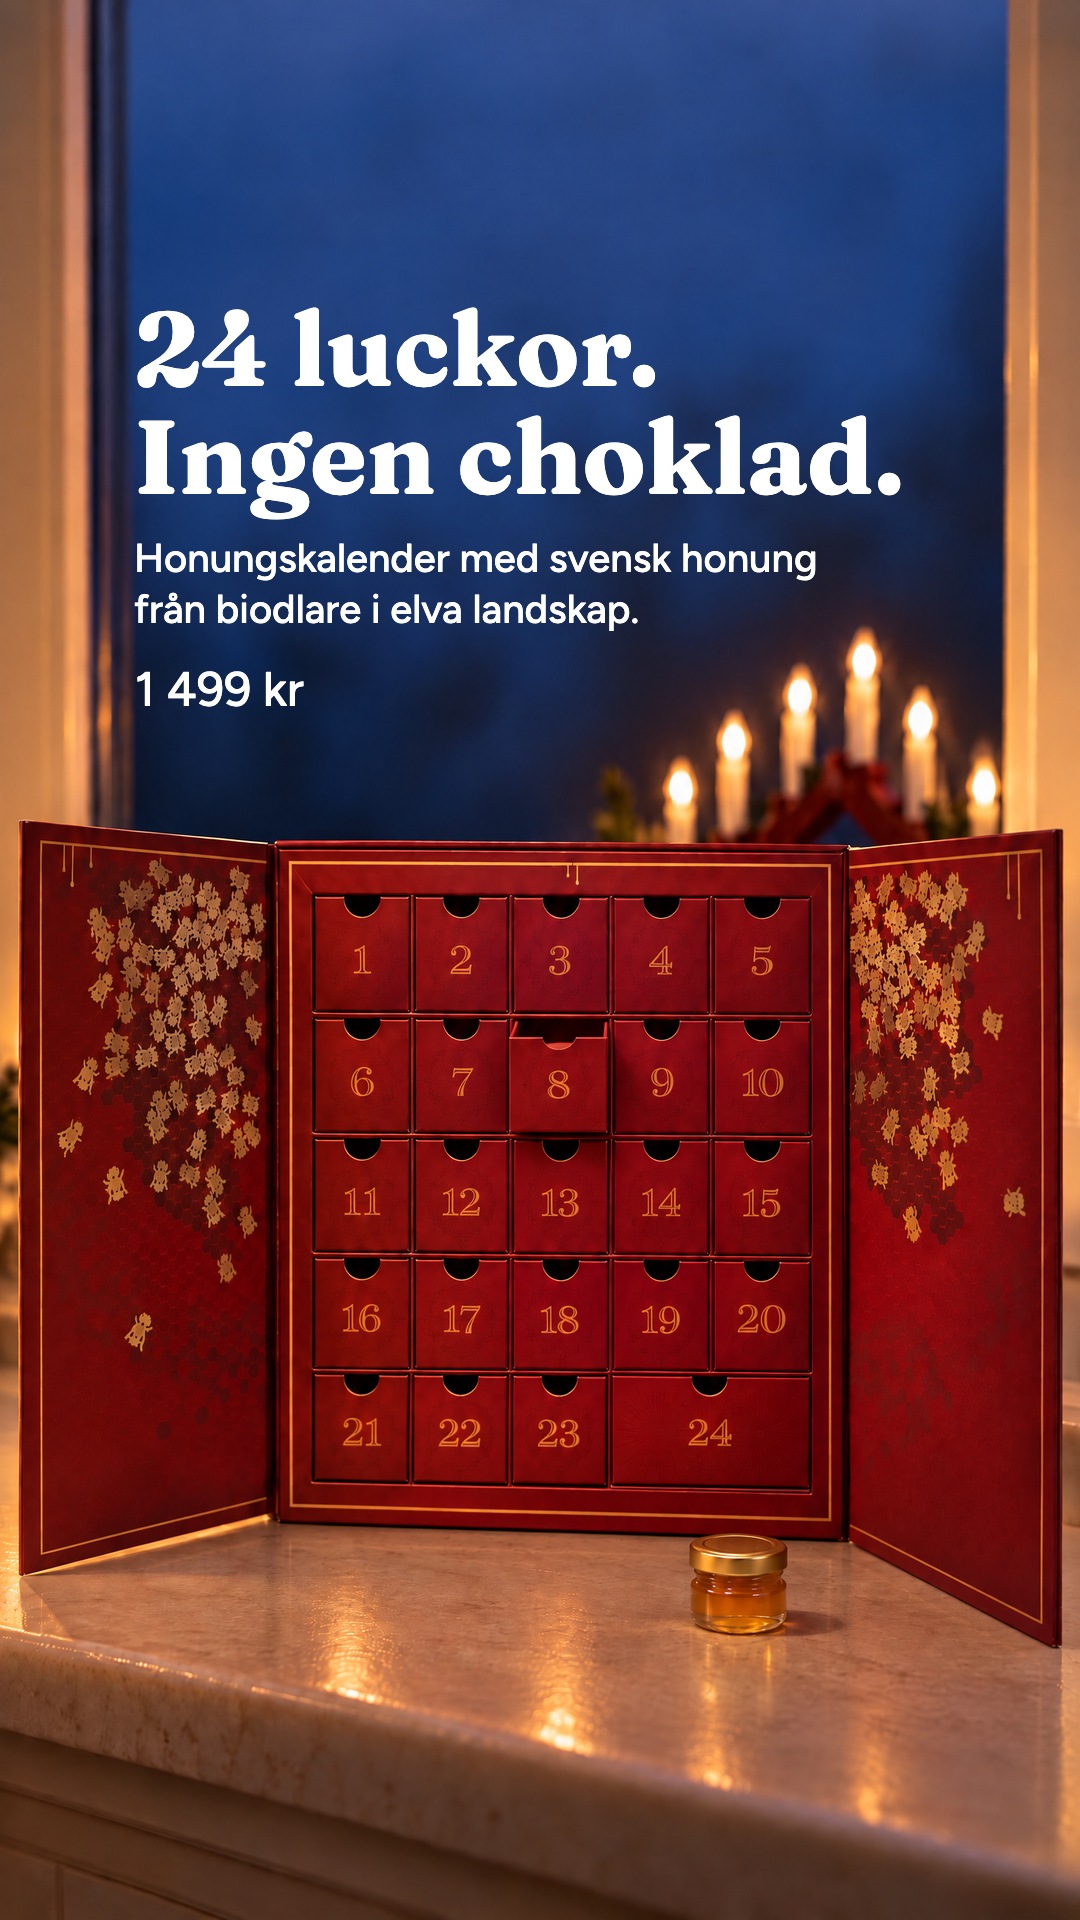 24 luckor.
Ingen choklad.
Honungskalender med svensk honung
från biodlare i elva landskap.
1 499 kr
1 2 3 4 5
6 7 8 9 10
11 12 13 14 15
16 17 18 19 20
21 22 23 24